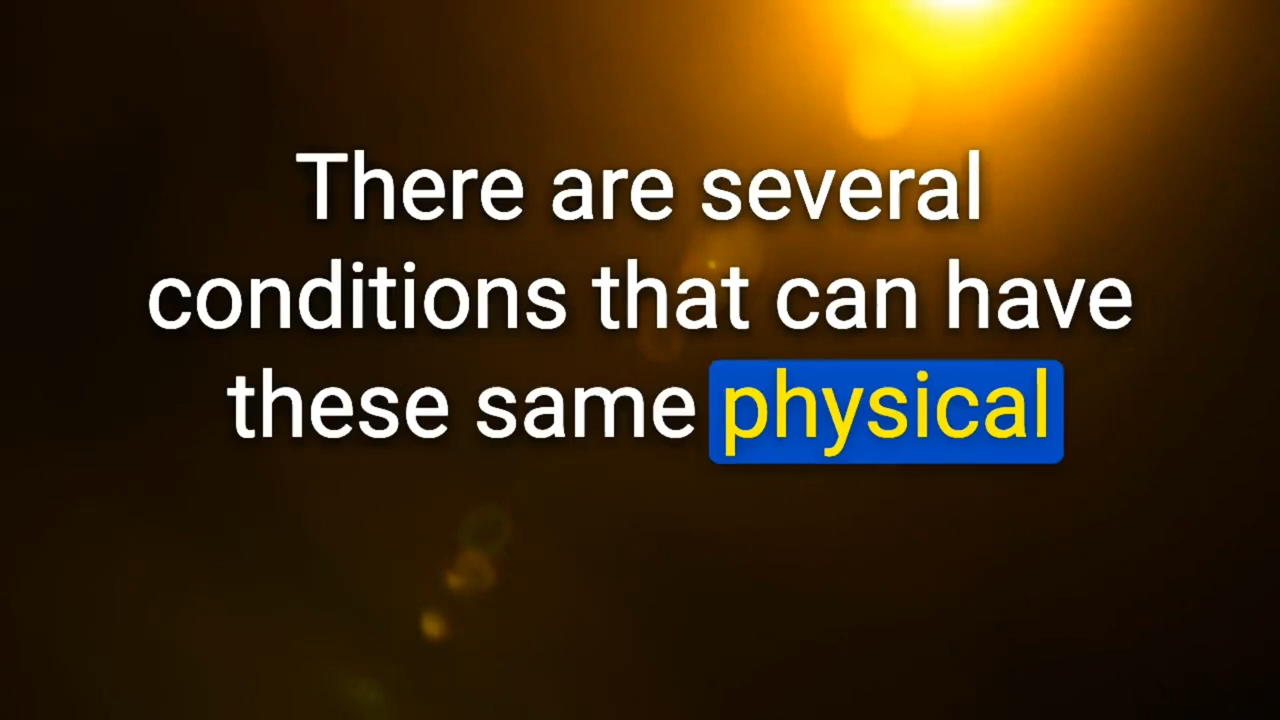 There are several
conditions that can have
these same physical